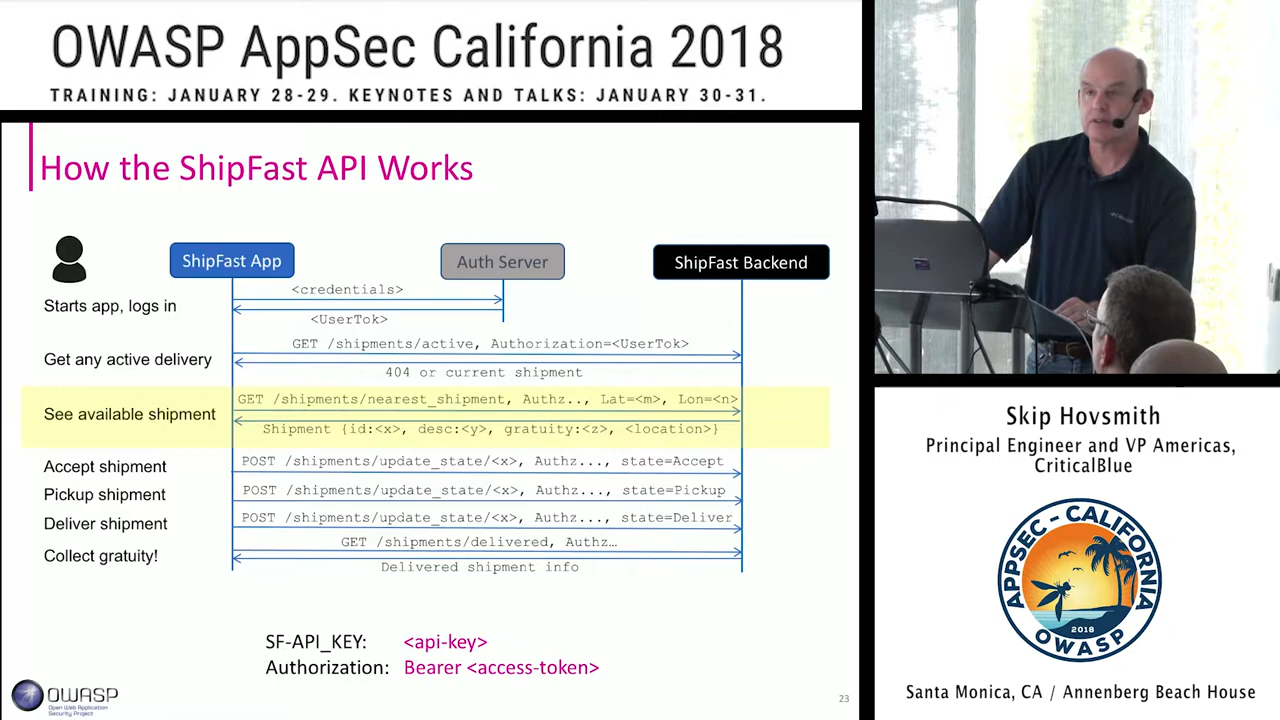 OWASP AppSec California 2018
TRAINING: JANUARY 28-29. KEYNOTES AND TALKS: JANUARY 30-31.
How the ShipFast API Works
ShipFast App
Auth Server
ShipFast Backend
<credentials>
Starts app, logs in
<UserTok>
GET /shipments/active, Authorization=<UserTok>
Get any active delivery
404 or current shipment
GET /shipments/nearest_shipment, Authz.., Lat=<m>, Lon=<n>
See available shipment
Shipment {id:<x>, desc:<y>, gratuity:<z>, <location>}
Accept shipment
POST /shipments/update_state/<x>, Authz..., state=Accept
Pickup shipment
POST /shipments/update_state/<x>, Authz..., state=Pickup
Deliver shipment
POST /shipments/update_state/<x>, Authz..., state=Deliver
GET /shipments/delivered, Authz…
Collect gratuity!
Delivered shipment info
SF-API_KEY: <api-key>
Authorization: Bearer <access-token>
OWASP
Open Web Application
Security Project
23
Skip Hovsmith
Principal Engineer and VP Americas,
CriticalBlue
APPSEC - CALIFORNIA
2018
OWASP
Santa Monica, CA / Annenberg Beach House